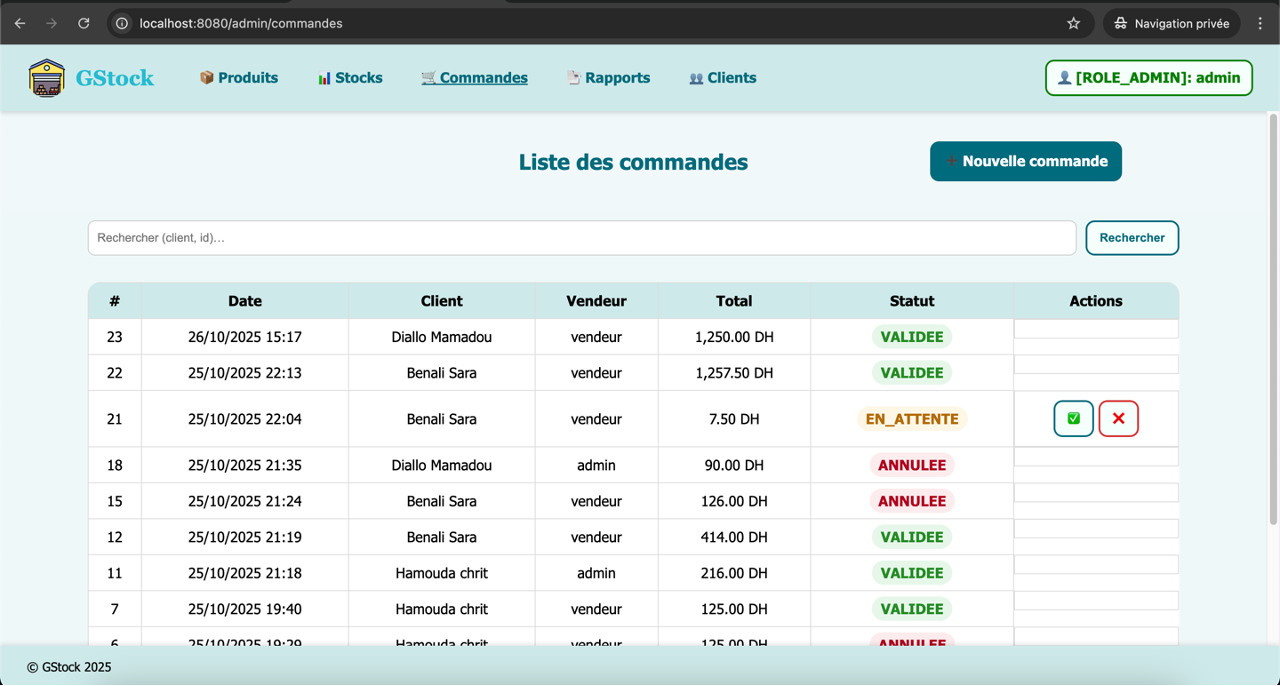 localhost:8080/admin/commandes Navigation privée
GStock Produits Stocks Commandes Rapports Clients [ROLE_ADMIN]: admin
Liste des commandes Nouvelle commande
Rechercher (client, id)... Rechercher
# Date Client Vendeur Total Statut Actions
23 26/10/2025 15:17 Diallo Mamadou vendeur 1,250.00 DH VALIDEE
22 25/10/2025 22:13 Benali Sara vendeur 1,257.50 DH VALIDEE
21 25/10/2025 22:04 Benali Sara vendeur 7.50 DH EN_ATTENTE
18 25/10/2025 21:35 Diallo Mamadou admin 90.00 DH ANNULEE
15 25/10/2025 21:24 Benali Sara vendeur 126.00 DH ANNULEE
12 25/10/2025 21:19 Benali Sara vendeur 414.00 DH VALIDEE
11 25/10/2025 21:18 Hamouda chrit admin 216.00 DH VALIDEE
7 25/10/2025 19:40 Hamouda chrit vendeur 125.00 DH VALIDEE
6 25/10/2025 19:29 Hamouda chrit vendeur 125.00 DH ANNULEE
© GStock 2025